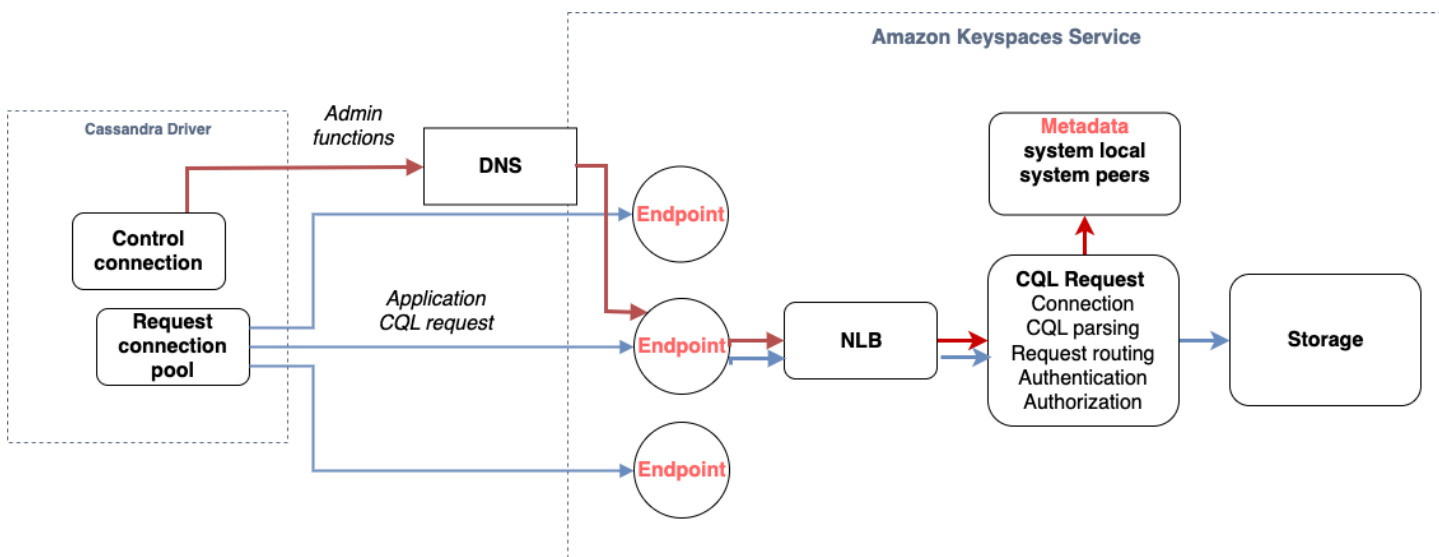 Amazon Keyspaces Service
Cassandra Driver
Admin
functions
DNS
Control
connection
Request
connection
pool
Application
CQL request
Endpoint
Endpoint
Endpoint
NLB
Metadata
system local
system peers
CQL Request
Connection
CQL parsing
Request routing
Authentication
Authorization
Storage